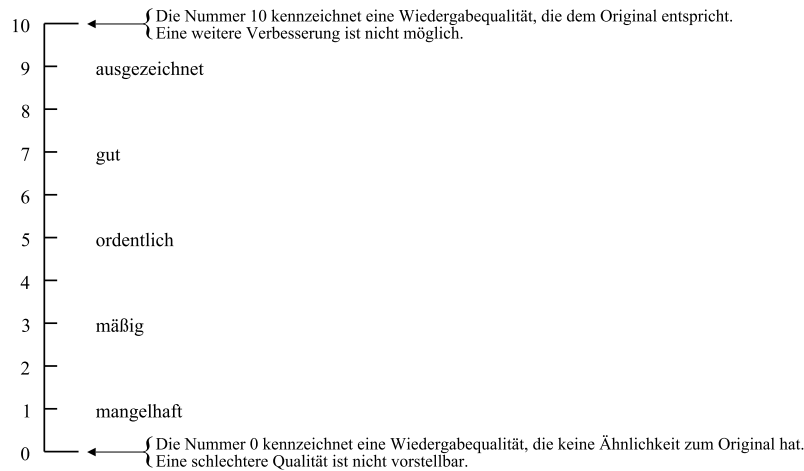 10 Die Nummer 10 kennzeichnet eine Wiedergabequalität, die dem Original entspricht.
Eine weitere Verbesserung ist nicht möglich.
9 ausgezeichnet
8
7 gut
6
5 ordentlich
4
3 mäßig
2
1 mangelhaft
0 Die Nummer 0 kennzeichnet eine Wiedergabequalität, die keine Ähnlichkeit zum Original hat.
Eine schlechtere Qualität ist nicht vorstellbar.